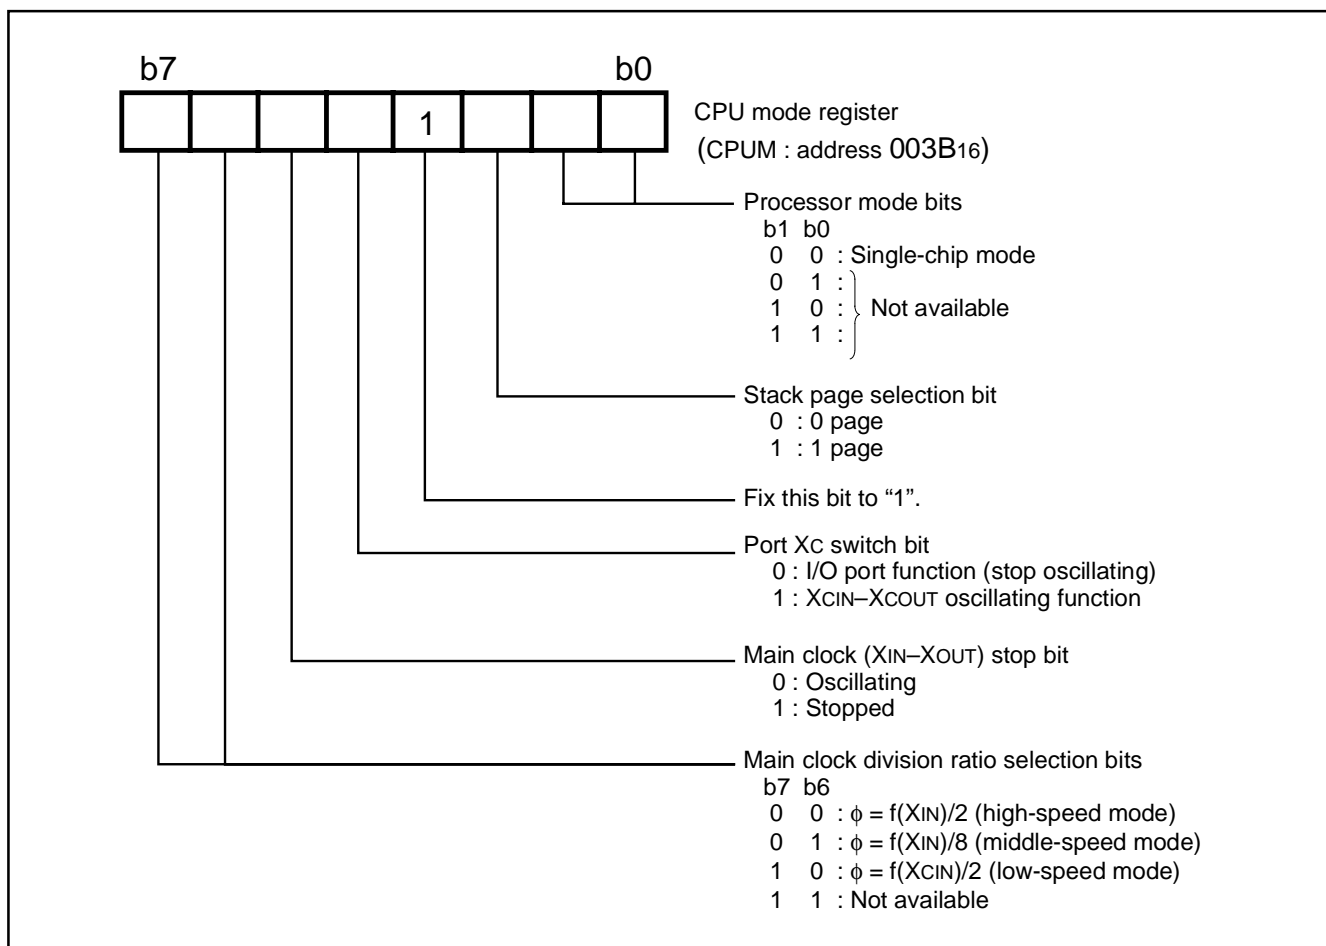 b7 b0
1
CPU mode register
(CPUM : address 003B16)
Processor mode bits
b1 b0
0 0 : Single-chip mode
0 1 :
1 0 : Not available
1 1 :
Stack page selection bit
0 : 0 page
1 : 1 page
Fix this bit to “1”.
Port XC switch bit
0 : I/O port function (stop oscillating)
1 : XCIN–XCOUT oscillating function
Main clock (XIN–XOUT) stop bit
0 : Oscillating
1 : Stopped
Main clock division ratio selection bits
b7 b6
0 0 : ϕ = f(XIN)/2 (high-speed mode)
0 1 : ϕ = f(XIN)/8 (middle-speed mode)
1 0 : ϕ = f(XCIN)/2 (low-speed mode)
1 1 : Not available